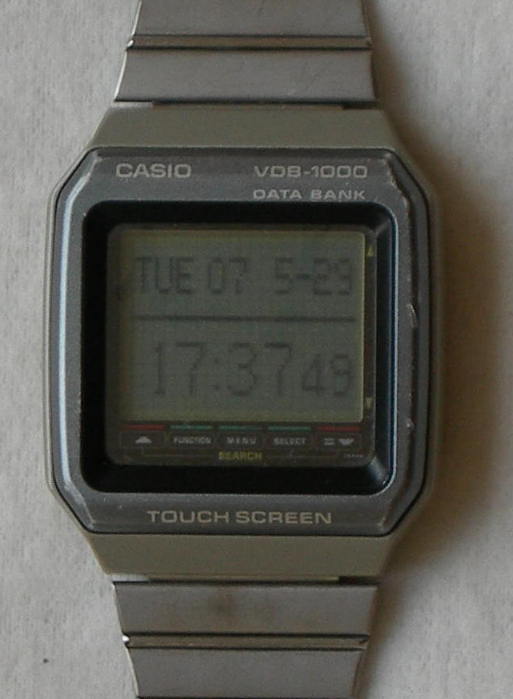 CASIO VDB-1000
DATA BANK
TUE 07 5-29
17:37 49
FUNCTION MENU SELECT
SEARCH
TOUCH SCREEN